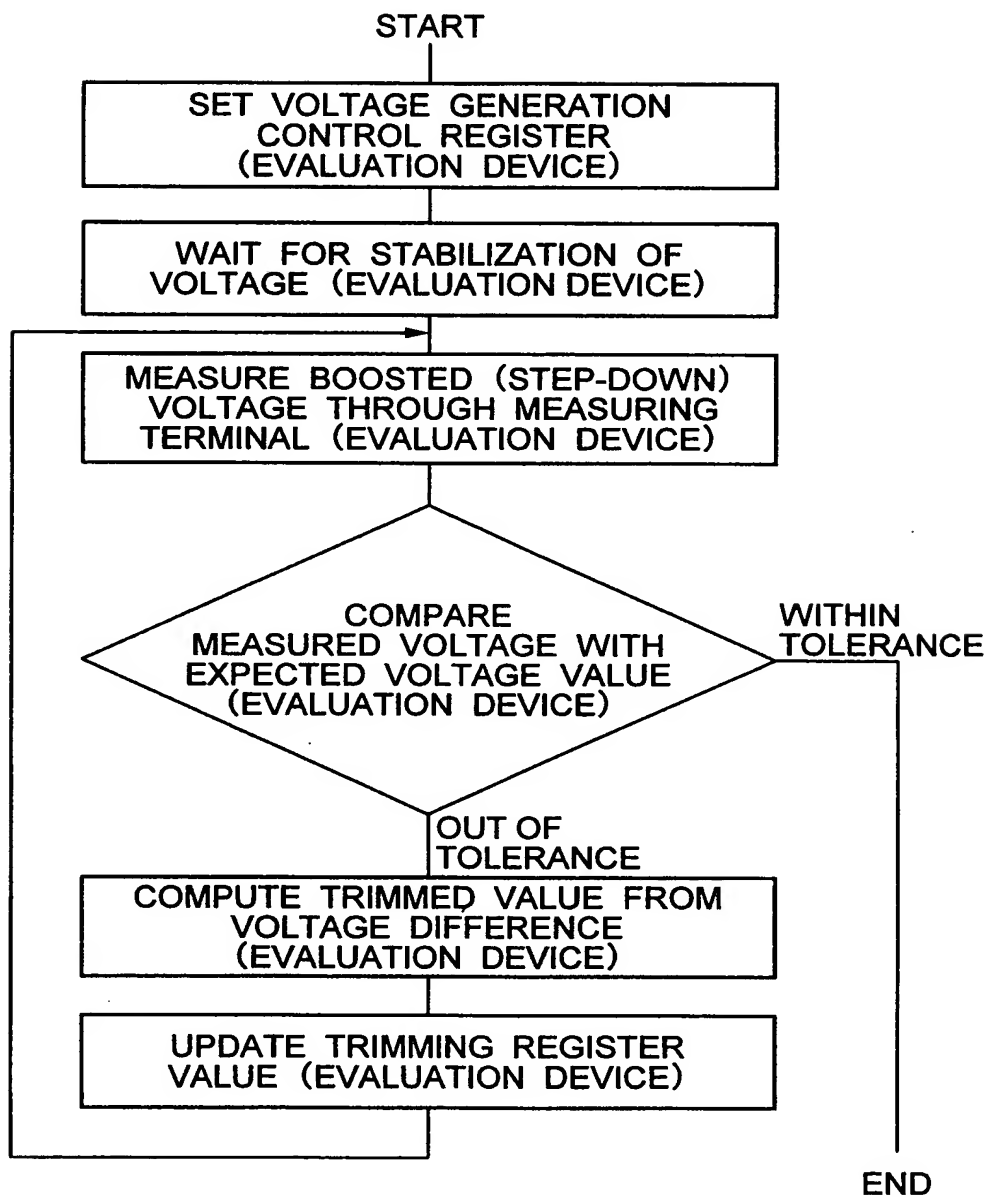 START
SET VOLTAGE GENERATION
CONTROL REGISTER
(EVALUATION DEVICE)
WAIT FOR STABILIZATION OF
VOLTAGE (EVALUATION DEVICE)
MEASURE BOOSTED (STEP-DOWN)
VOLTAGE THROUGH MEASURING
TERMINAL (EVALUATION DEVICE)
COMPARE
MEASURED VOLTAGE WITH
EXPECTED VOLTAGE VALUE
(EVALUATION DEVICE)
WITHIN
TOLERANCE
OUT OF
TOLERANCE
COMPUTE TRIMMED VALUE FROM
VOLTAGE DIFFERENCE
(EVALUATION DEVICE)
UPDATE TRIMMING REGISTER
VALUE (EVALUATION DEVICE)
END